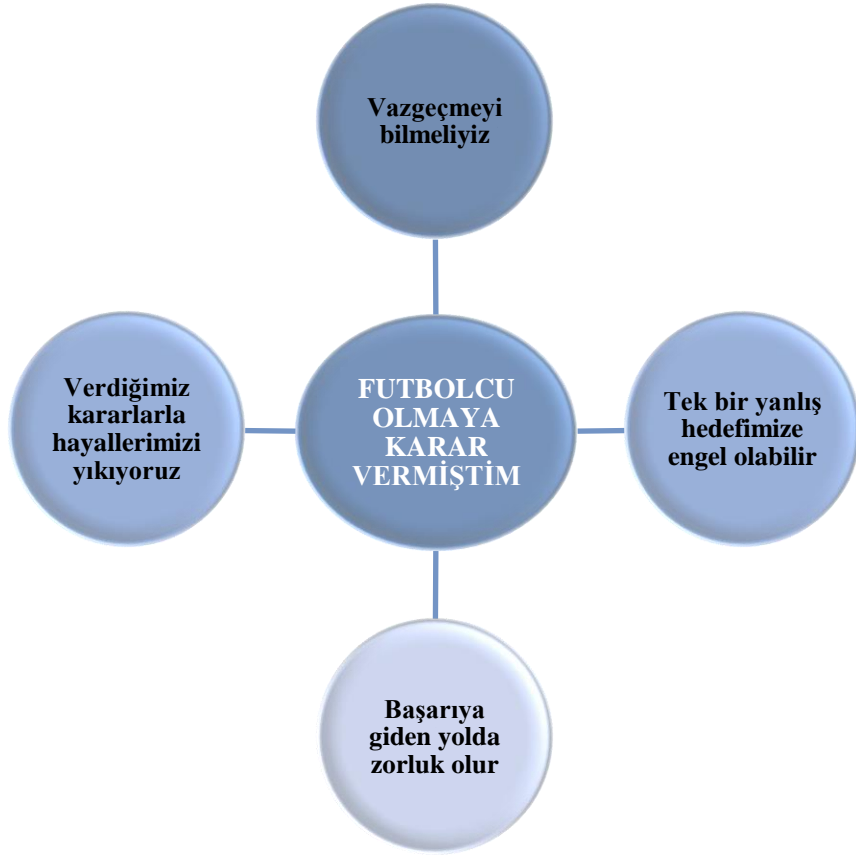 Vazgeçmeyi
bilmeliyiz
Verdiğimiz
kararlarla
hayallerimizi
yıkıyoruz
FUTBOLCU
OLMAYA
KARAR
VERMİŞTİM
Tek bir yanlış
hedefimize
engel olabilir
Başarıya
giden yolda
zorluk olur